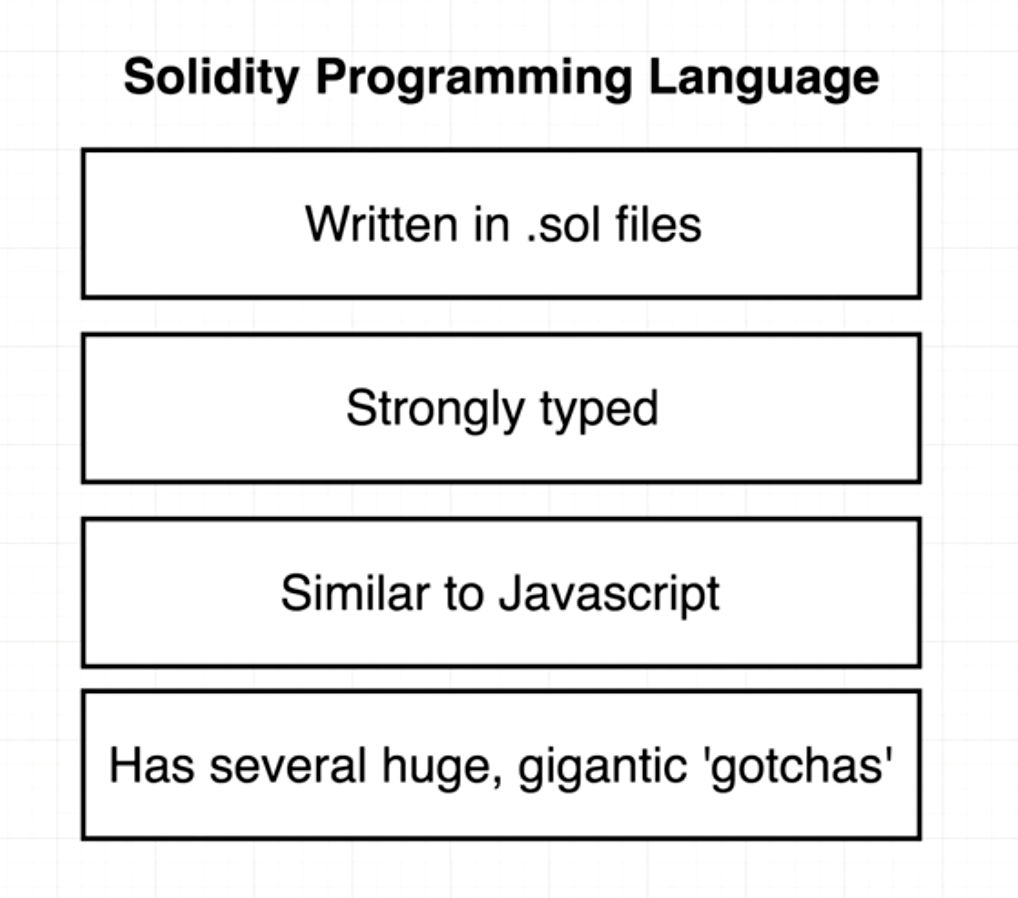 Solidity Programming Language
Written in .sol files
Strongly typed
Similar to Javascript
Has several huge, gigantic 'gotchas'